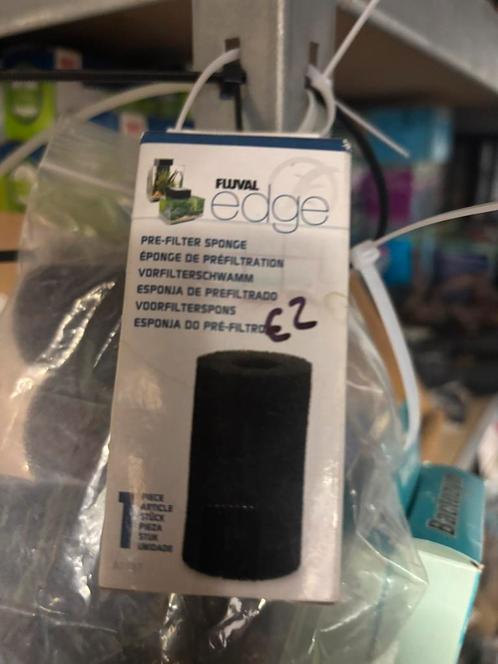 FLUVAL
edge
PRE-FILTER SPONGE
ÉPONGE DE PRÉFILTRATION
VORFILTERSCHWAMM
ESPONJA DE PREFILTRADO
VOORFILTERSPONS
ESPONJA DO PRÉ-FILTRO
€2
1 PIECE
ARTICLE
STÜCK
PIEZA
STUK
UNIDADE